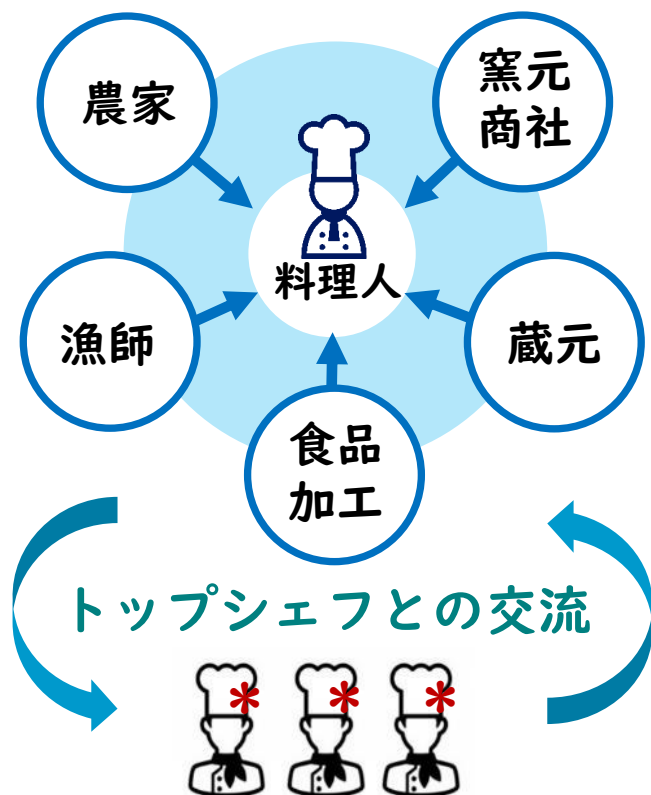 農家
窯元
商社
料理人
漁師
蔵元
食品
加工
トップシェフとの交流